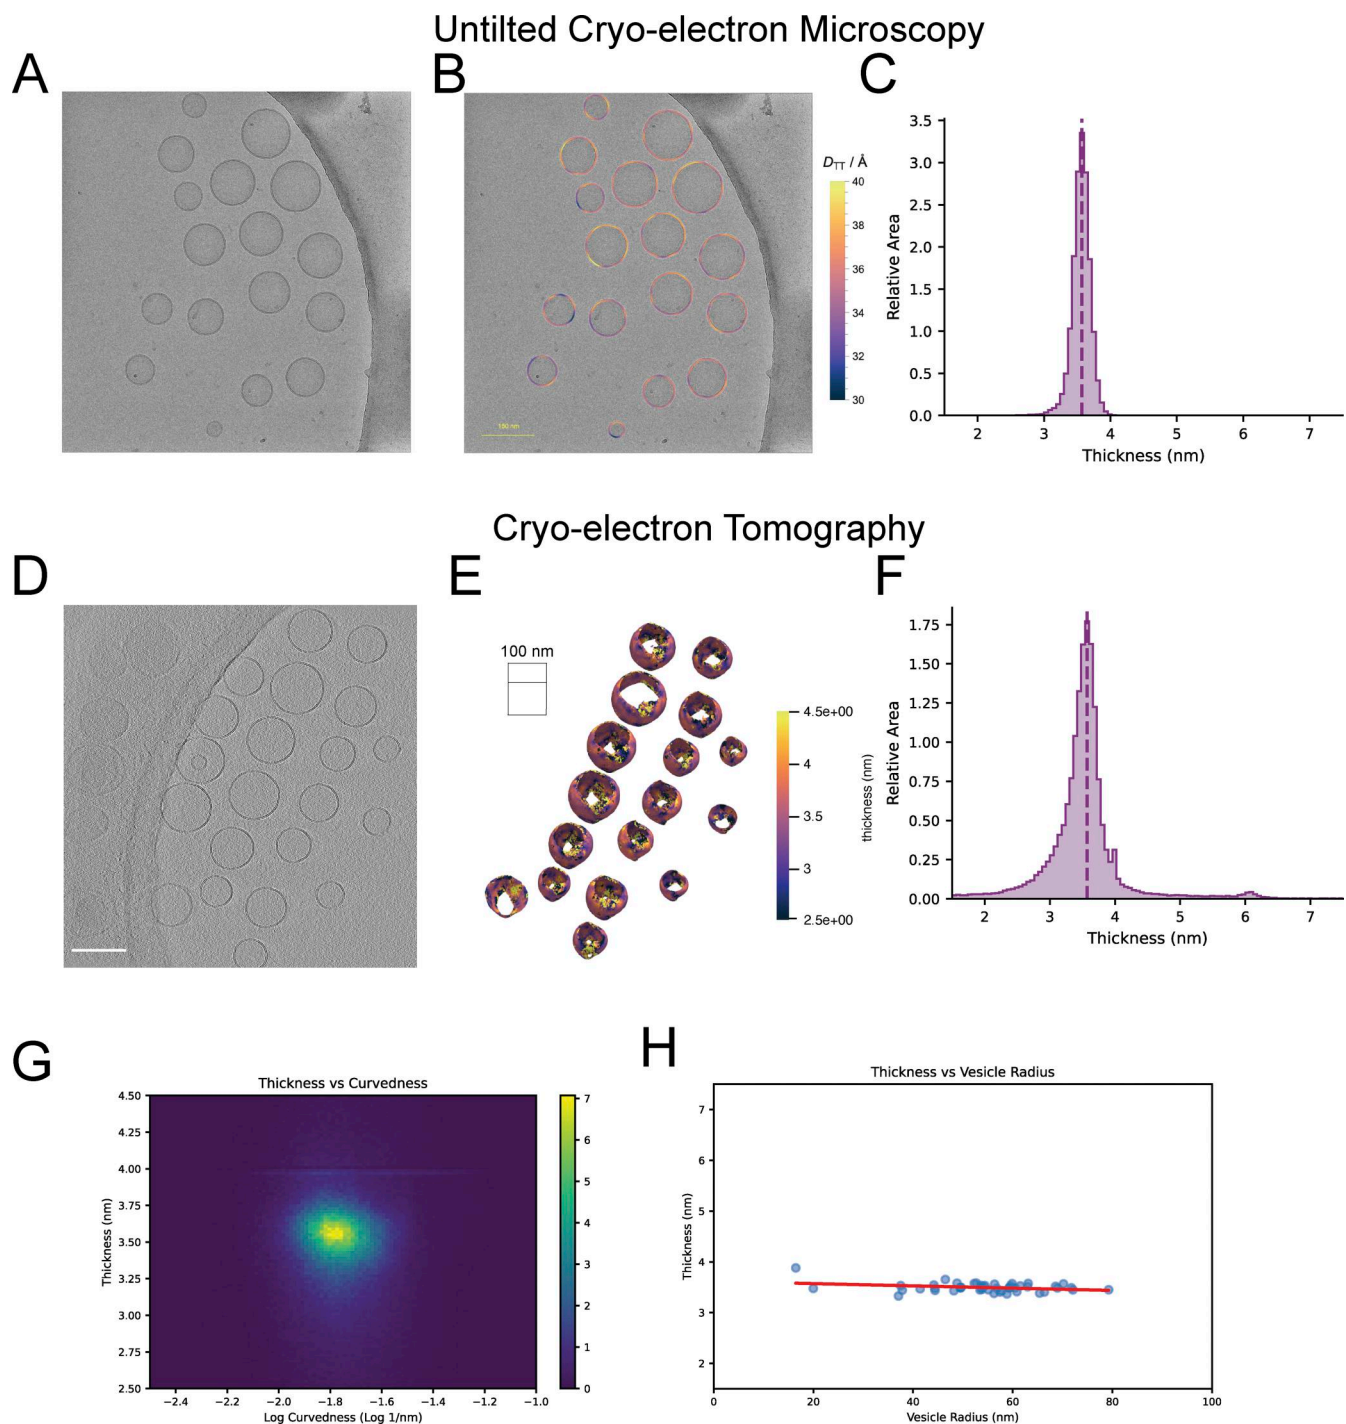 Untilted Cryo-electron Microscopy
A
B
C
D_TT / Å
40
38
36
34
32
30
150 nm
Relative Area
3.5
3.0
2.5
2.0
1.5
1.0
0.5
0.0
2 3 4 5 6 7
Thickness (nm)
Cryo-electron Tomography
D
E
F
100 nm
4.5e+00
4
3.5
3
2.5e+00
thickness (nm)
Relative Area
1.75
1.50
1.25
1.00
0.75
0.50
0.25
0.00
2 3 4 5 6 7
Thickness (nm)
G
Thickness vs Curvedness
Thickness (nm)
4.50
4.25
4.00
3.75
3.50
3.25
3.00
2.75
2.50
−2.4 −2.2 −2.0 −1.8 −1.6 −1.4 −1.2 −1.0
Log Curvedness (Log 1/nm)
7
6
5
4
3
2
1
0
H
Thickness vs Vesicle Radius
Thickness (nm)
7
6
5
4
3
2
0 20 40 60 80 100
Vesicle Radius (nm)